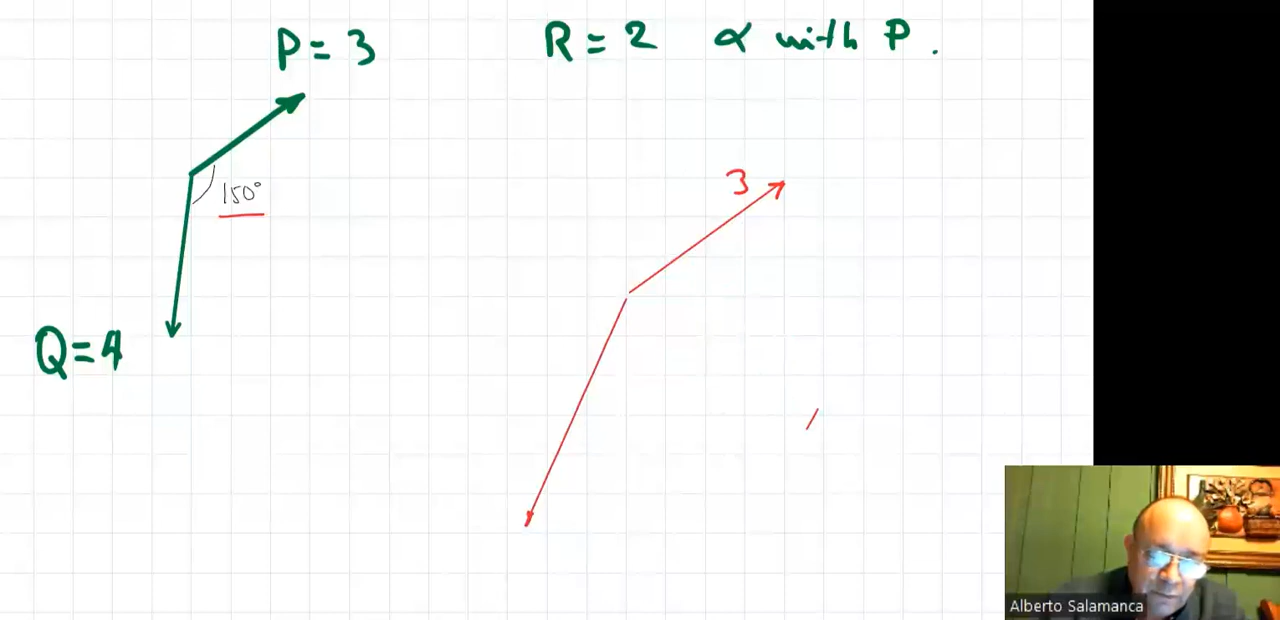 P = 3
R = 2 α with P.
3
150°
Q = 4
Alberto Salamanca